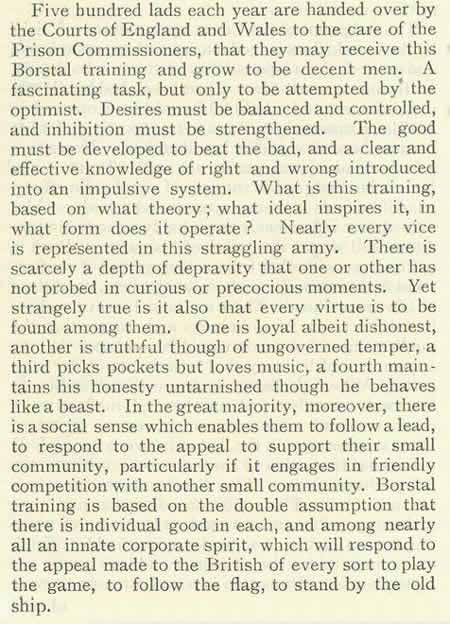 Five hundred lads each year are handed over by
the Courts of England and Wales to the care of the
Prison Commissioners, that they may receive this
Borstal training and grow to be decent men. A
fascinating task, but only to be attempted by the
optimist. Desires must be balanced and controlled,
and inhibition must be strengthened. The good
must be developed to beat the bad, and a clear and
effective knowledge of right and wrong introduced
into an impulsive system. What is this training,
based on what theory; what ideal inspires it, in
what form does it operate? Nearly every vice
is represented in this straggling army. There is
scarcely a depth of depravity that one or other has
not probed in curious or precocious moments. Yet
strangely true is it also that every virtue is to be
found among them. One is loyal albeit dishonest,
another is truthful though of ungoverned temper, a
third picks pockets but loves music, a fourth main-
tains his honesty untarnished though he behaves
like a beast. In the great majority, moreover, there
is a social sense which enables them to follow a lead,
to respond to the appeal to support their small
community, particularly if it engages in friendly
competition with another small community. Borstal
training is based on the double assumption that
there is individual good in each, and among nearly
all an innate corporate spirit, which will respond to
the appeal made to the British of every sort to play
the game, to follow the flag, to stand by the old
ship.